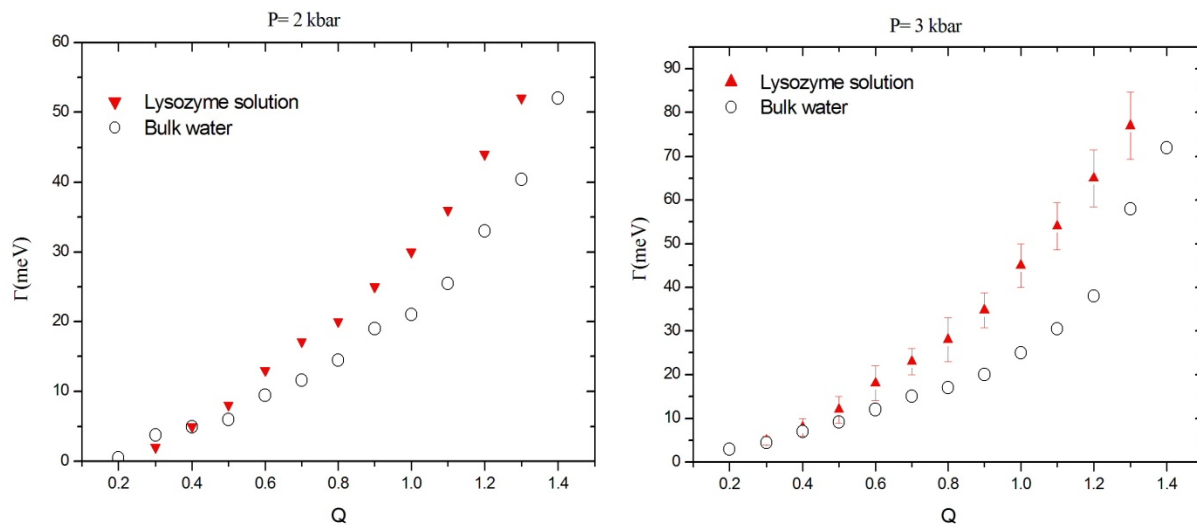 P= 2 kbar
60
50
40
30
20
10
0
Γ(meV)
Lysozyme solution
Bulk water
0.2 0.4 0.6 0.8 1.0 1.2 1.4
Q
P= 3 kbar
90
80
70
60
50
40
30
20
10
0
Γ(meV)
Lysozyme solution
Bulk water
0.2 0.4 0.6 0.8 1.0 1.2 1.4
Q